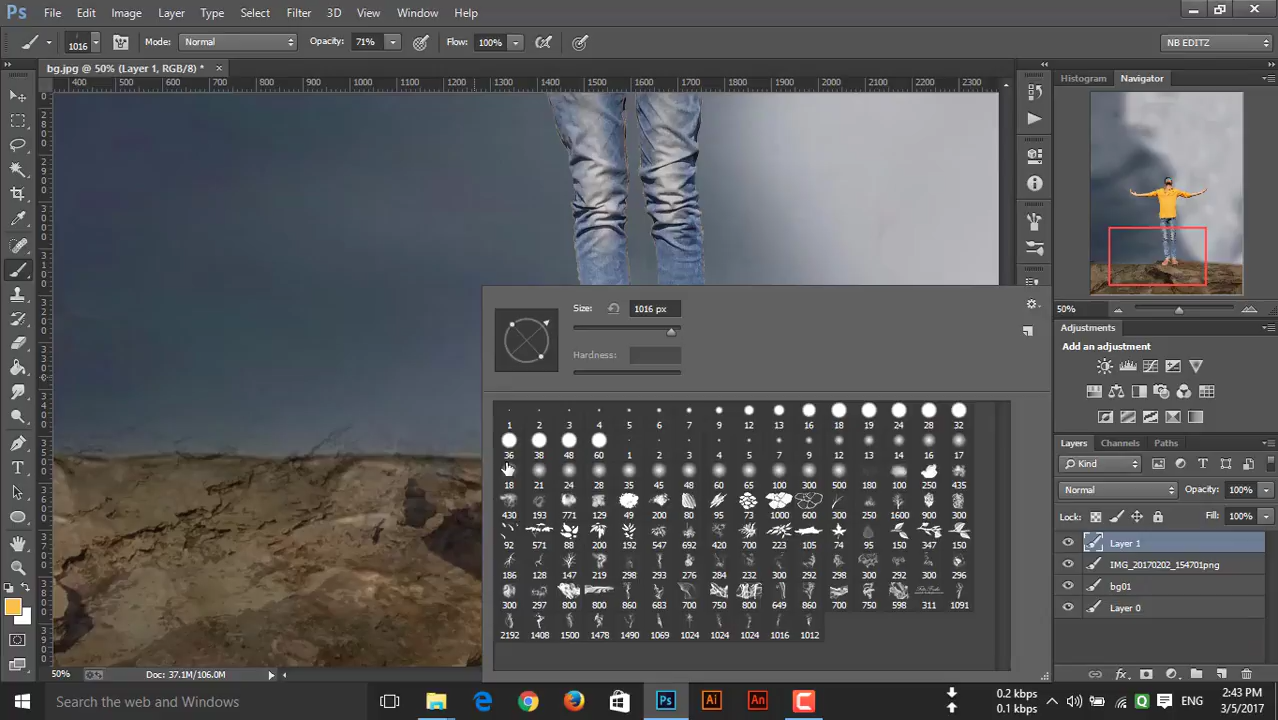 Ps File Edit Image Layer Type Select Filter 3D View Window Help
1016 Mode: Normal Opacity: 71% Flow: 100% NB EDITZ
bg.jpg @ 50% (Layer 1, RGB/8) * ×
400 500 600 700 800 900 1000 1100 1200 1300 1400 1500 1600 1700 1800 1900 2000 2100 2200 2300
Histogram Navigator
50%
Size: 1016 px
Hardness:
Adjustments
Add an adjustment
1 2 3 4 5 6 7 9 12 13 16 18 19 24 28 32
36 38 48 60 1 2 3 4 5 7 9 12 13 14 16 17
18 21 24 28 35 45 48 60 65 100 300 500 180 100 250 435
430 193 771 129 49 200 80 95 73 1000 600 32 250 1600 900 300
92 571 88 200 192 547 692 420 700 223 105 74 95 150 347 150
186 128 147 219 298 293 276 284 232 300 292 298 300 292 300 296
300 297 800 800 860 683 700 750 800 649 860 700 750 598 311 1091
2192 1408 1500 1478 1490 1069 1024 1024 1024 1016 1012
Layers Channels Paths
Kind
Normal Opacity: 100%
Lock: Fill: 100%
Layer 1
IMG_20170202_154701png
bg01
Layer 0
50% Doc: 37.1M/106.0M
Search the web and Windows
Ps Ai An
0.2 kbps
0.1 kbps
2:43 PM
3/5/2017